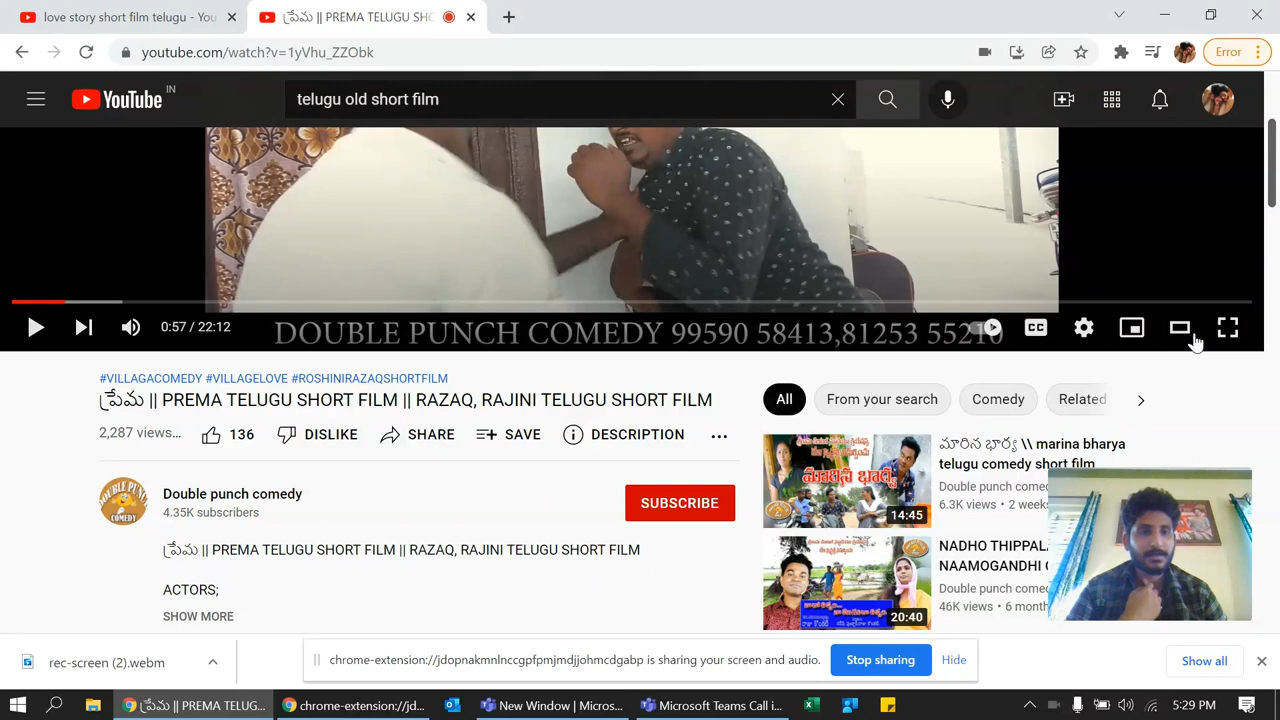 love story short film telugu - You
ప్రేమ || PREMA TELUGU SHO
youtube.com/watch?v=1yVhu_ZZObk
Error
YouTube IN
telugu old short film
0:57 / 22:12
DOUBLE PUNCH COMEDY 99590 58413,81253 55210
CC
#VILLAGACOMEDY #VILLAGELOVE #ROSHINIRAZAQSHORTFILM
ప్రేమ || PREMA TELUGU SHORT FILM || RAZAQ, RAJINI TELUGU SHORT FILM
2,287 views...
136
DISLIKE
SHARE
SAVE
DESCRIPTION
Double punch comedy
4.35K subscribers
SUBSCRIBE
ప్రేమ || PREMA TELUGU SHORT FILM || RAZAQ, RAJINI TELUGU SHORT FILM
ACTORS;
SHOW MORE
All
From your search
Comedy
Related
మారిన భార్య
14:45
మారిన భార్య \\ marina bharya
telugu comedy short film
Double punch comed
6.3K views • 2 weeks
20:40
NADHO THIPPAL
NAAMOGANDHI
Double punch comed
46K views • 6 month
rec-screen (2).webm
chrome-extension://jdopnakmnlnccgpfpmjmdjjohmcdgabp is sharing your screen and audio.
Stop sharing
Hide
Show all
ప్రేమ || PREMA TELUG...
chrome-extension://jd...
New Window | Micros...
Microsoft Teams Call i...
5:29 PM